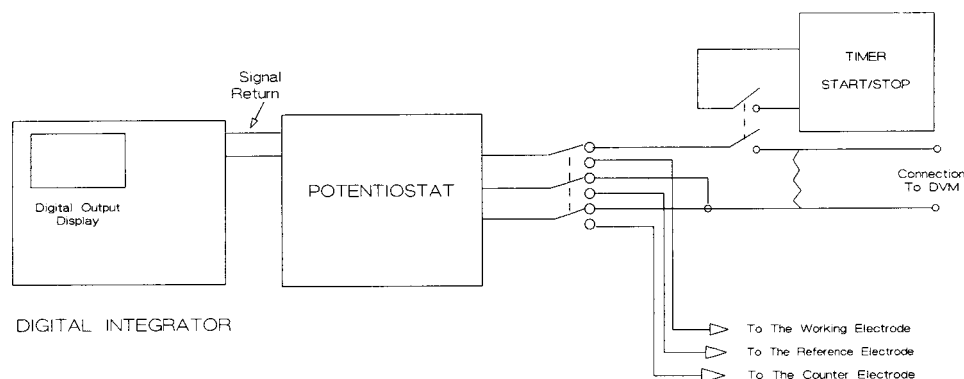 TIMER
START/STOP
Signal
Return
POTENTIOSTAT
Connection
To DVM
Digital Output
Display
DIGITAL INTEGRATOR
To The Working Electrode
To The Reference Electrode
To The Counter Electrode